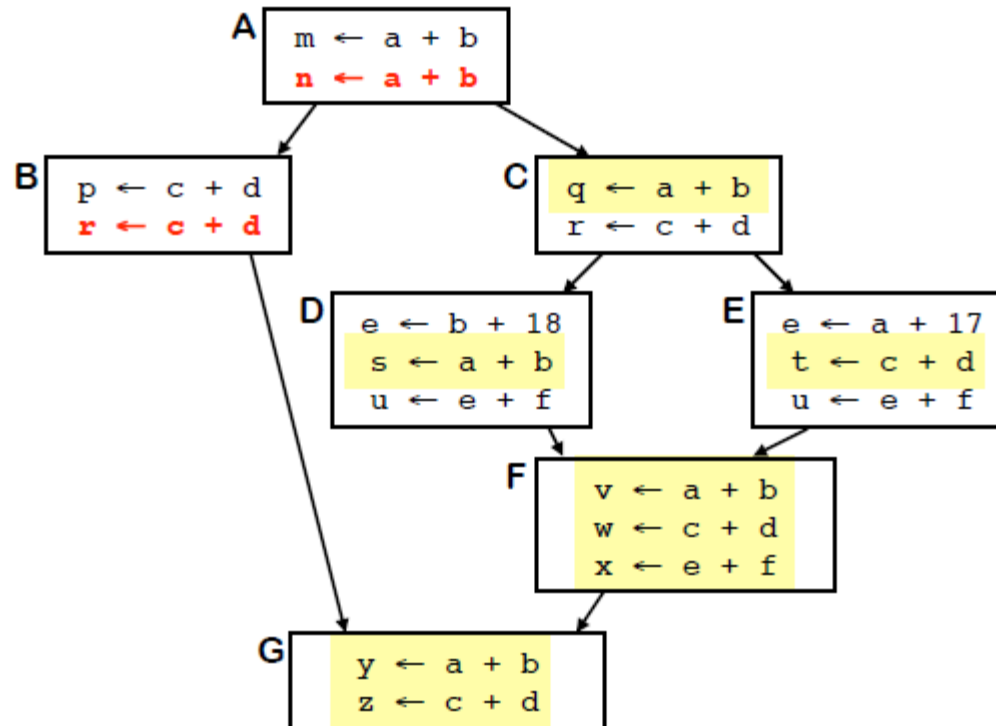 A
m ← a + b
n ← a + b
B
p ← c + d
r ← c + d
C
q ← a + b
r ← c + d
D
e ← b + 18
s ← a + b
u ← e + f
E
e ← a + 17
t ← c + d
u ← e + f
F
v ← a + b
w ← c + d
x ← e + f
G
y ← a + b
z ← c + d